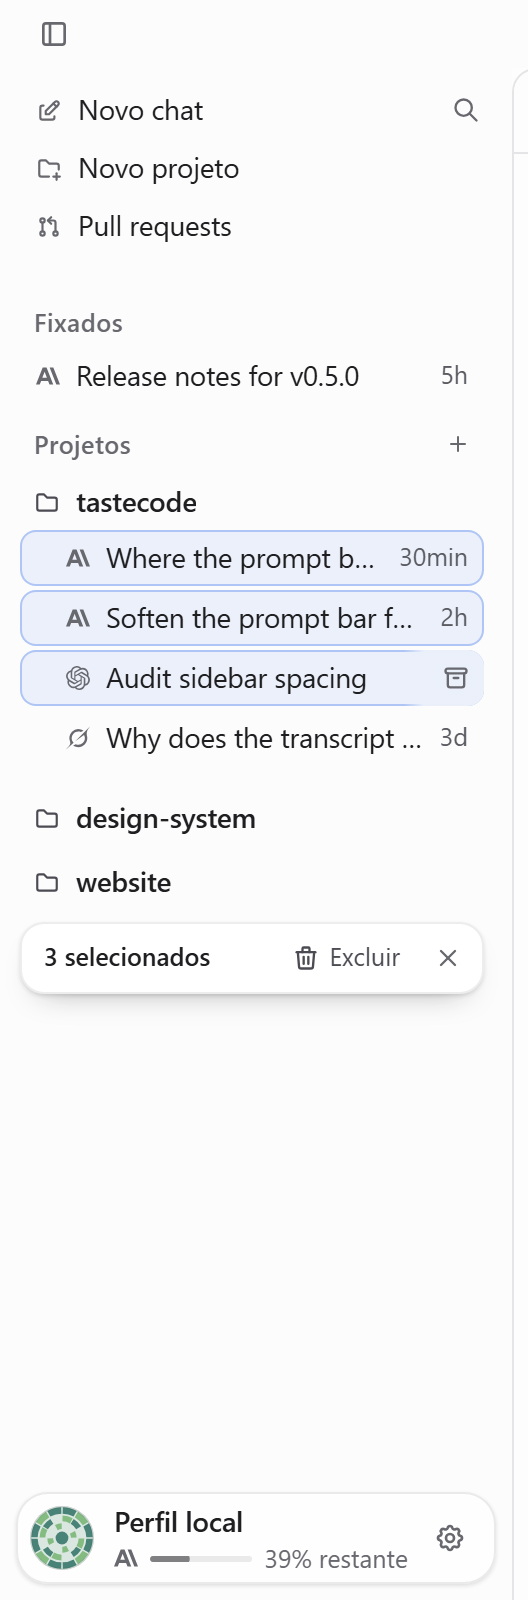 Novo chat
Novo projeto
Pull requests
Fixados
Release notes for v0.5.0 5h
Projetos
tastecode
Where the prompt b... 30min
Soften the prompt bar f... 2h
Audit sidebar spacing
Why does the transcript ... 3d
design-system
website
3 selecionados Excluir
Perfil local
39% restante